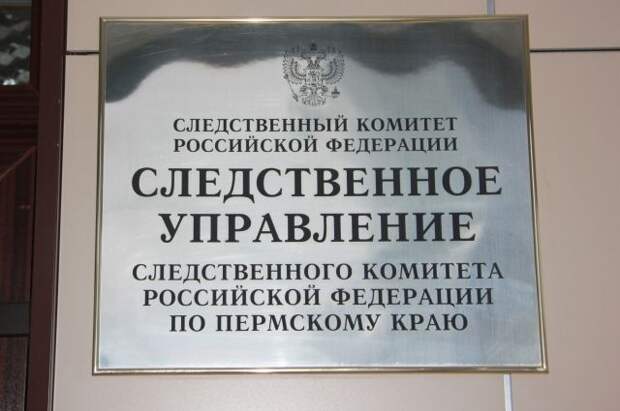 СЛЕДСТВЕННЫЙ КОМИТЕТ
РОССИЙСКОЙ ФЕДЕРАЦИИ
СЛЕДСТВЕННОЕ
УПРАВЛЕНИЕ
СЛЕДСТВЕННОГО КОМИТЕТА
РОССИЙСКОЙ ФЕДЕРАЦИИ
ПО ПЕРМСКОМУ КРАЮ